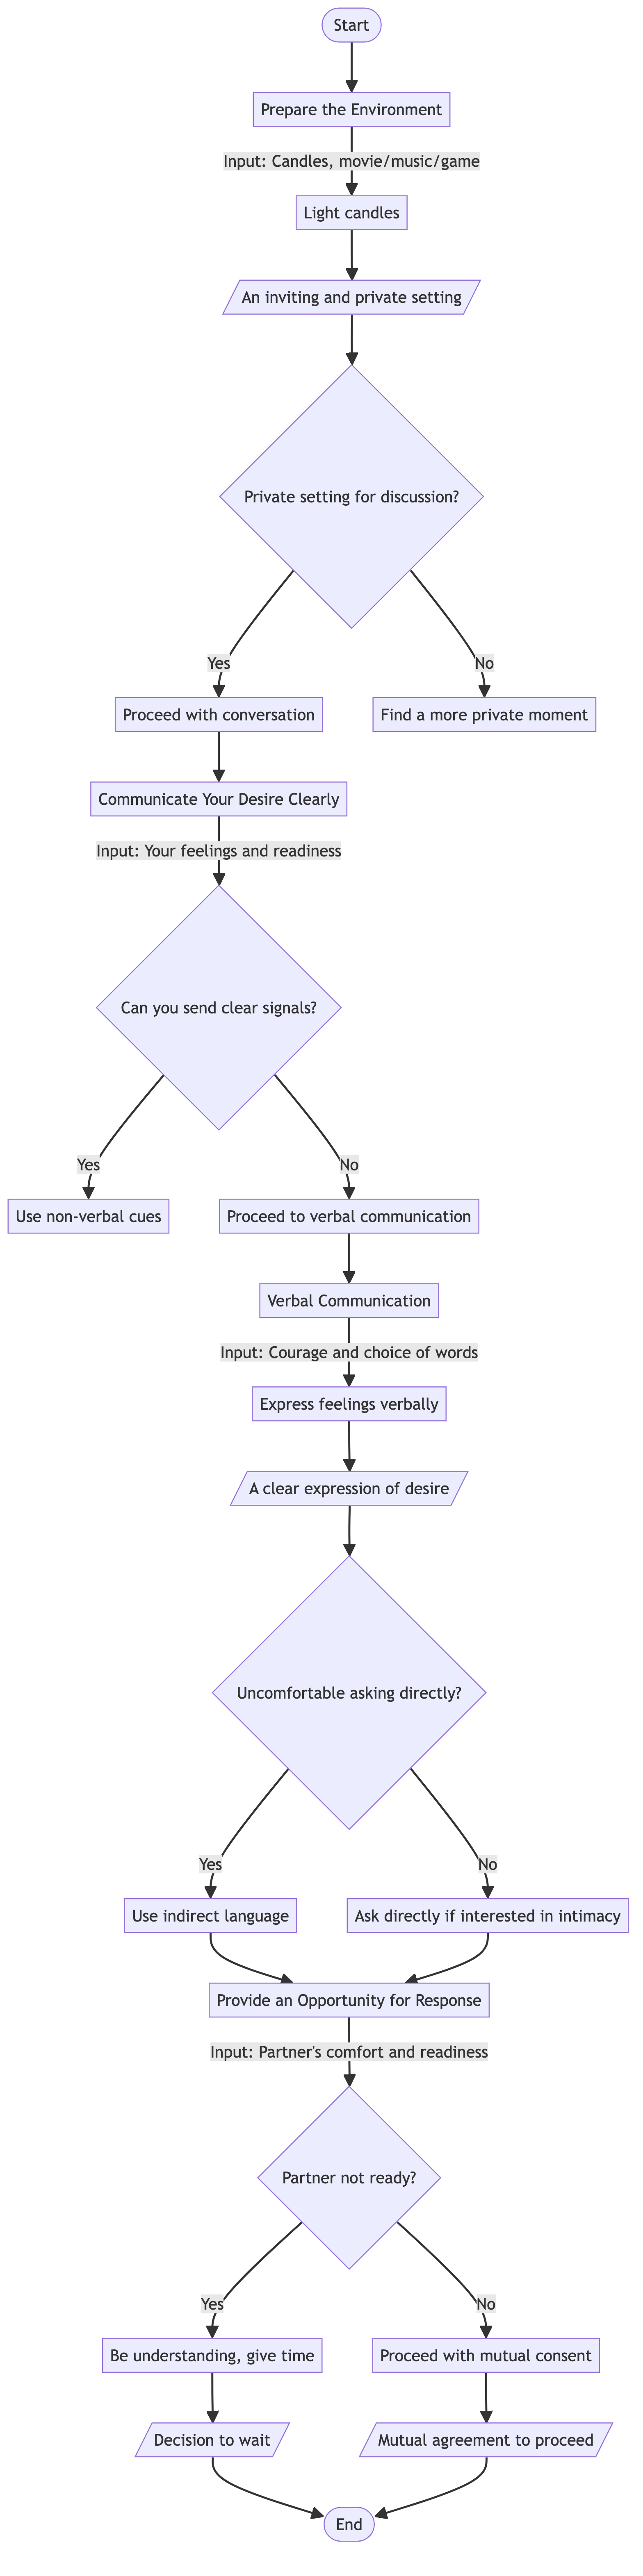 Start
Prepare the Environment
Input: Candles, movie/music/game
Light candles
An inviting and private setting
Private setting for discussion?
Yes
No
Proceed with conversation
Find a more private moment
Communicate Your Desire Clearly
Input: Your feelings and readiness
Can you send clear signals?
Yes
No
Use non-verbal cues
Proceed to verbal communication
Verbal Communication
Input: Courage and choice of words
Express feelings verbally
A clear expression of desire
Uncomfortable asking directly?
Yes
No
Use indirect language
Ask directly if interested in intimacy
Provide an Opportunity for Response
Input: Partner's comfort and readiness
Partner not ready?
Yes
No
Be understanding, give time
Proceed with mutual consent
Decision to wait
Mutual agreement to proceed
End